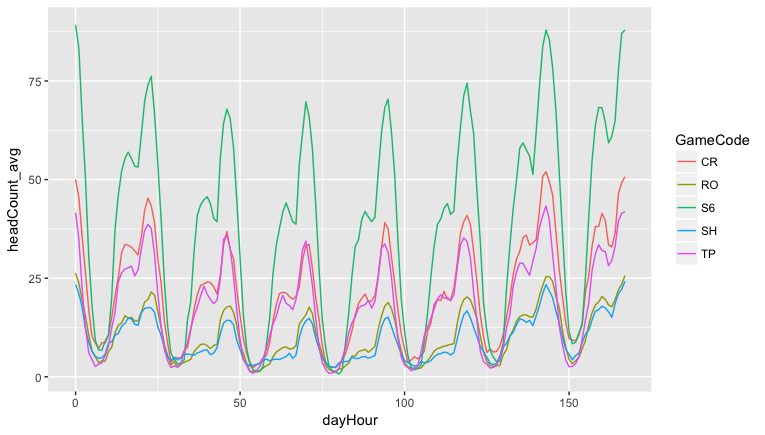 75
50
25
0
headCount_avg
0 50 100 150
dayHour
GameCode
CR
RO
S6
SH
TP